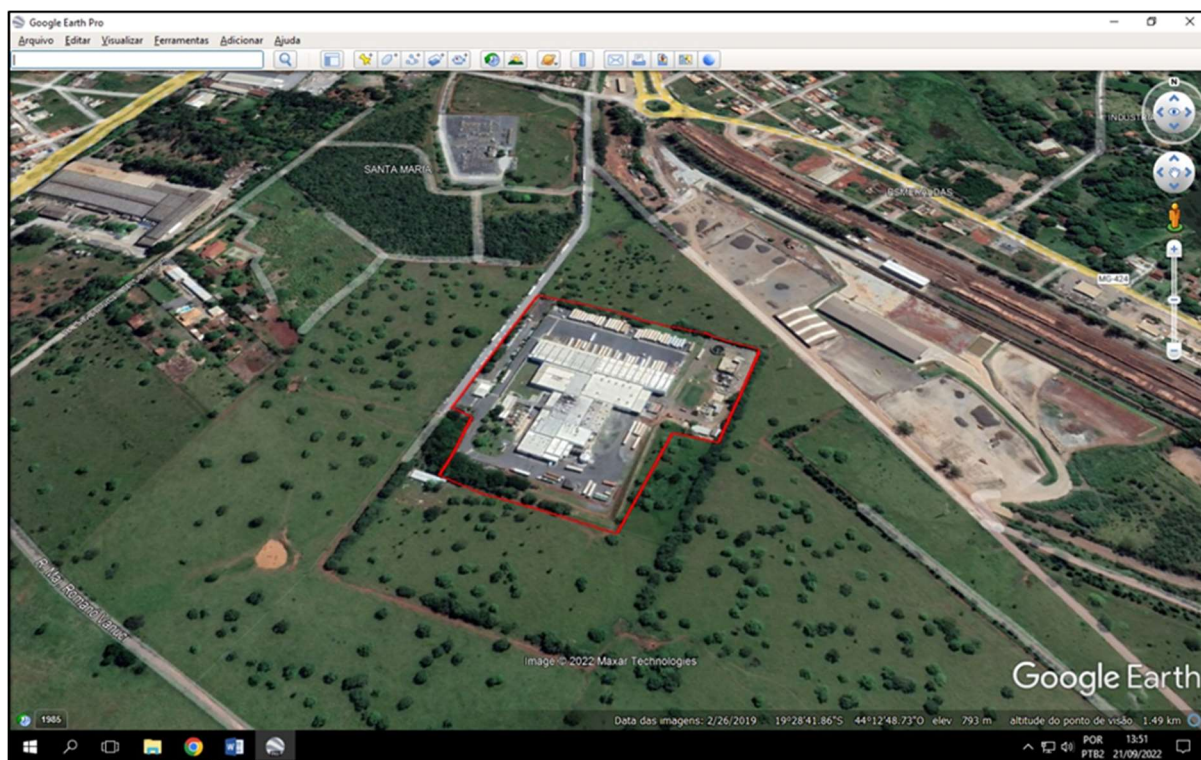 Google Earth Pro
Arquivo Editar Visualizar Ferramentas Adicionar Ajuda
N
SANTA MARIA
MG-424
Image © 2022 Maxar Technologies
Google Earth
1985
Data das imagens: 2/26/2019 19°28'41.86"S 44°12'48.73"O elev 793 m altitude do ponto de visão 1.49 km
POR
PTB2
13:51
21/09/2022